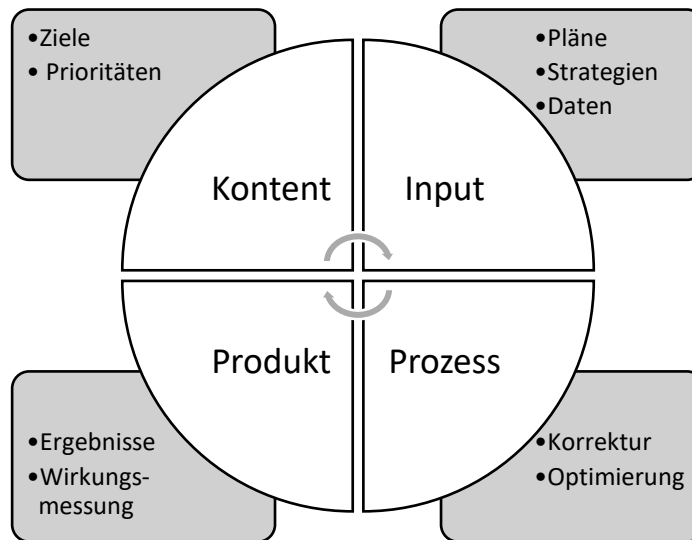 •Ziele
• Prioritäten
•Pläne
•Strategien
•Daten
Kontent
Input
Produkt
Prozess
•Ergebnisse
•Wirkungs-
messung
•Korrektur
•Optimierung